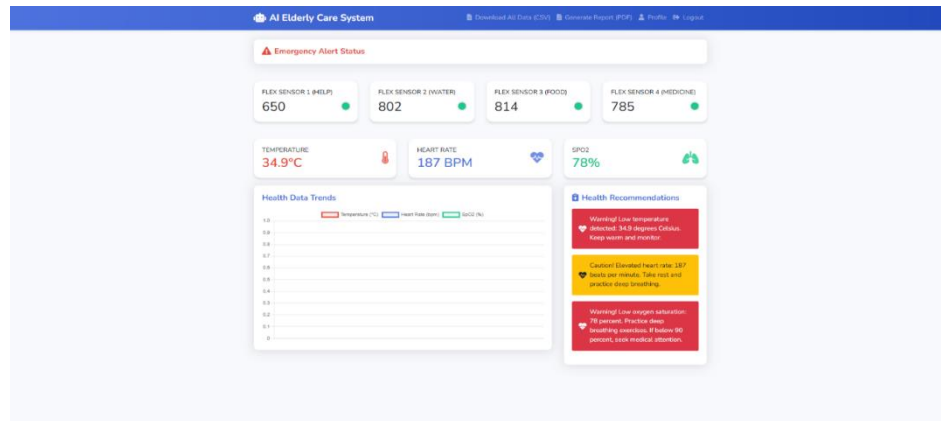 AI Elderly Care System
Download All Data (CSV) Generate Report (PDF) Profile Logout
Emergency Alert Status
FLEX SENSOR 1 (HELP)
650
FLEX SENSOR 2 (WATER)
802
FLEX SENSOR 3 (FOOD)
814
FLEX SENSOR 4 (MEDICINE)
785
TEMPERATURE
34.9°C
HEART RATE
187 BPM
SPO2
78%
Health Data Trends
Temperature (°C) Heart Rate (bpm) SpO2 (%)
1.0
0.9
0.8
0.7
0.6
0.5
0.4
0.3
0.2
0.1
0
Health Recommendations
Warning! Low temperature
detected: 34.9 degrees Celsius.
Keep warm and monitor.
Caution! Elevated heart rate: 187
beats per minute. Take rest and
practice deep breathing.
Warning! Low oxygen saturation:
78 percent. Practice deep
breathing exercises. If below 90
percent, seek medical attention.